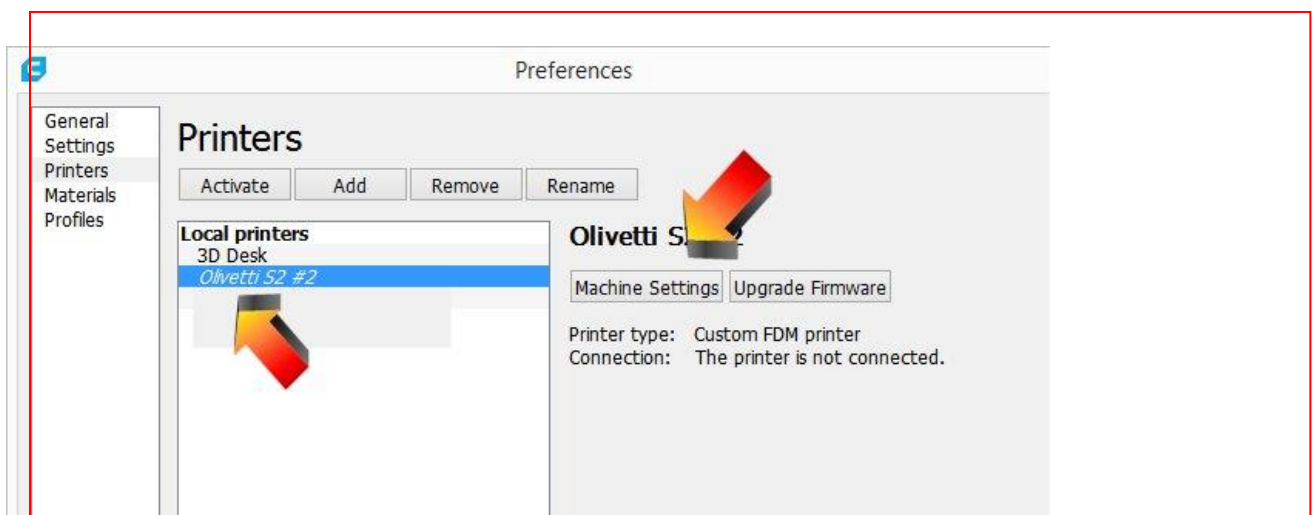 Preferences
General
Settings
Printers
Materials
Profiles
Printers
Activate Add Remove Rename
Local printers
3D Desk
Olivetti S2 #2
Olivetti
Machine Settings Upgrade Firmware
Printer type: Custom FDM printer
Connection: The printer is not connected.